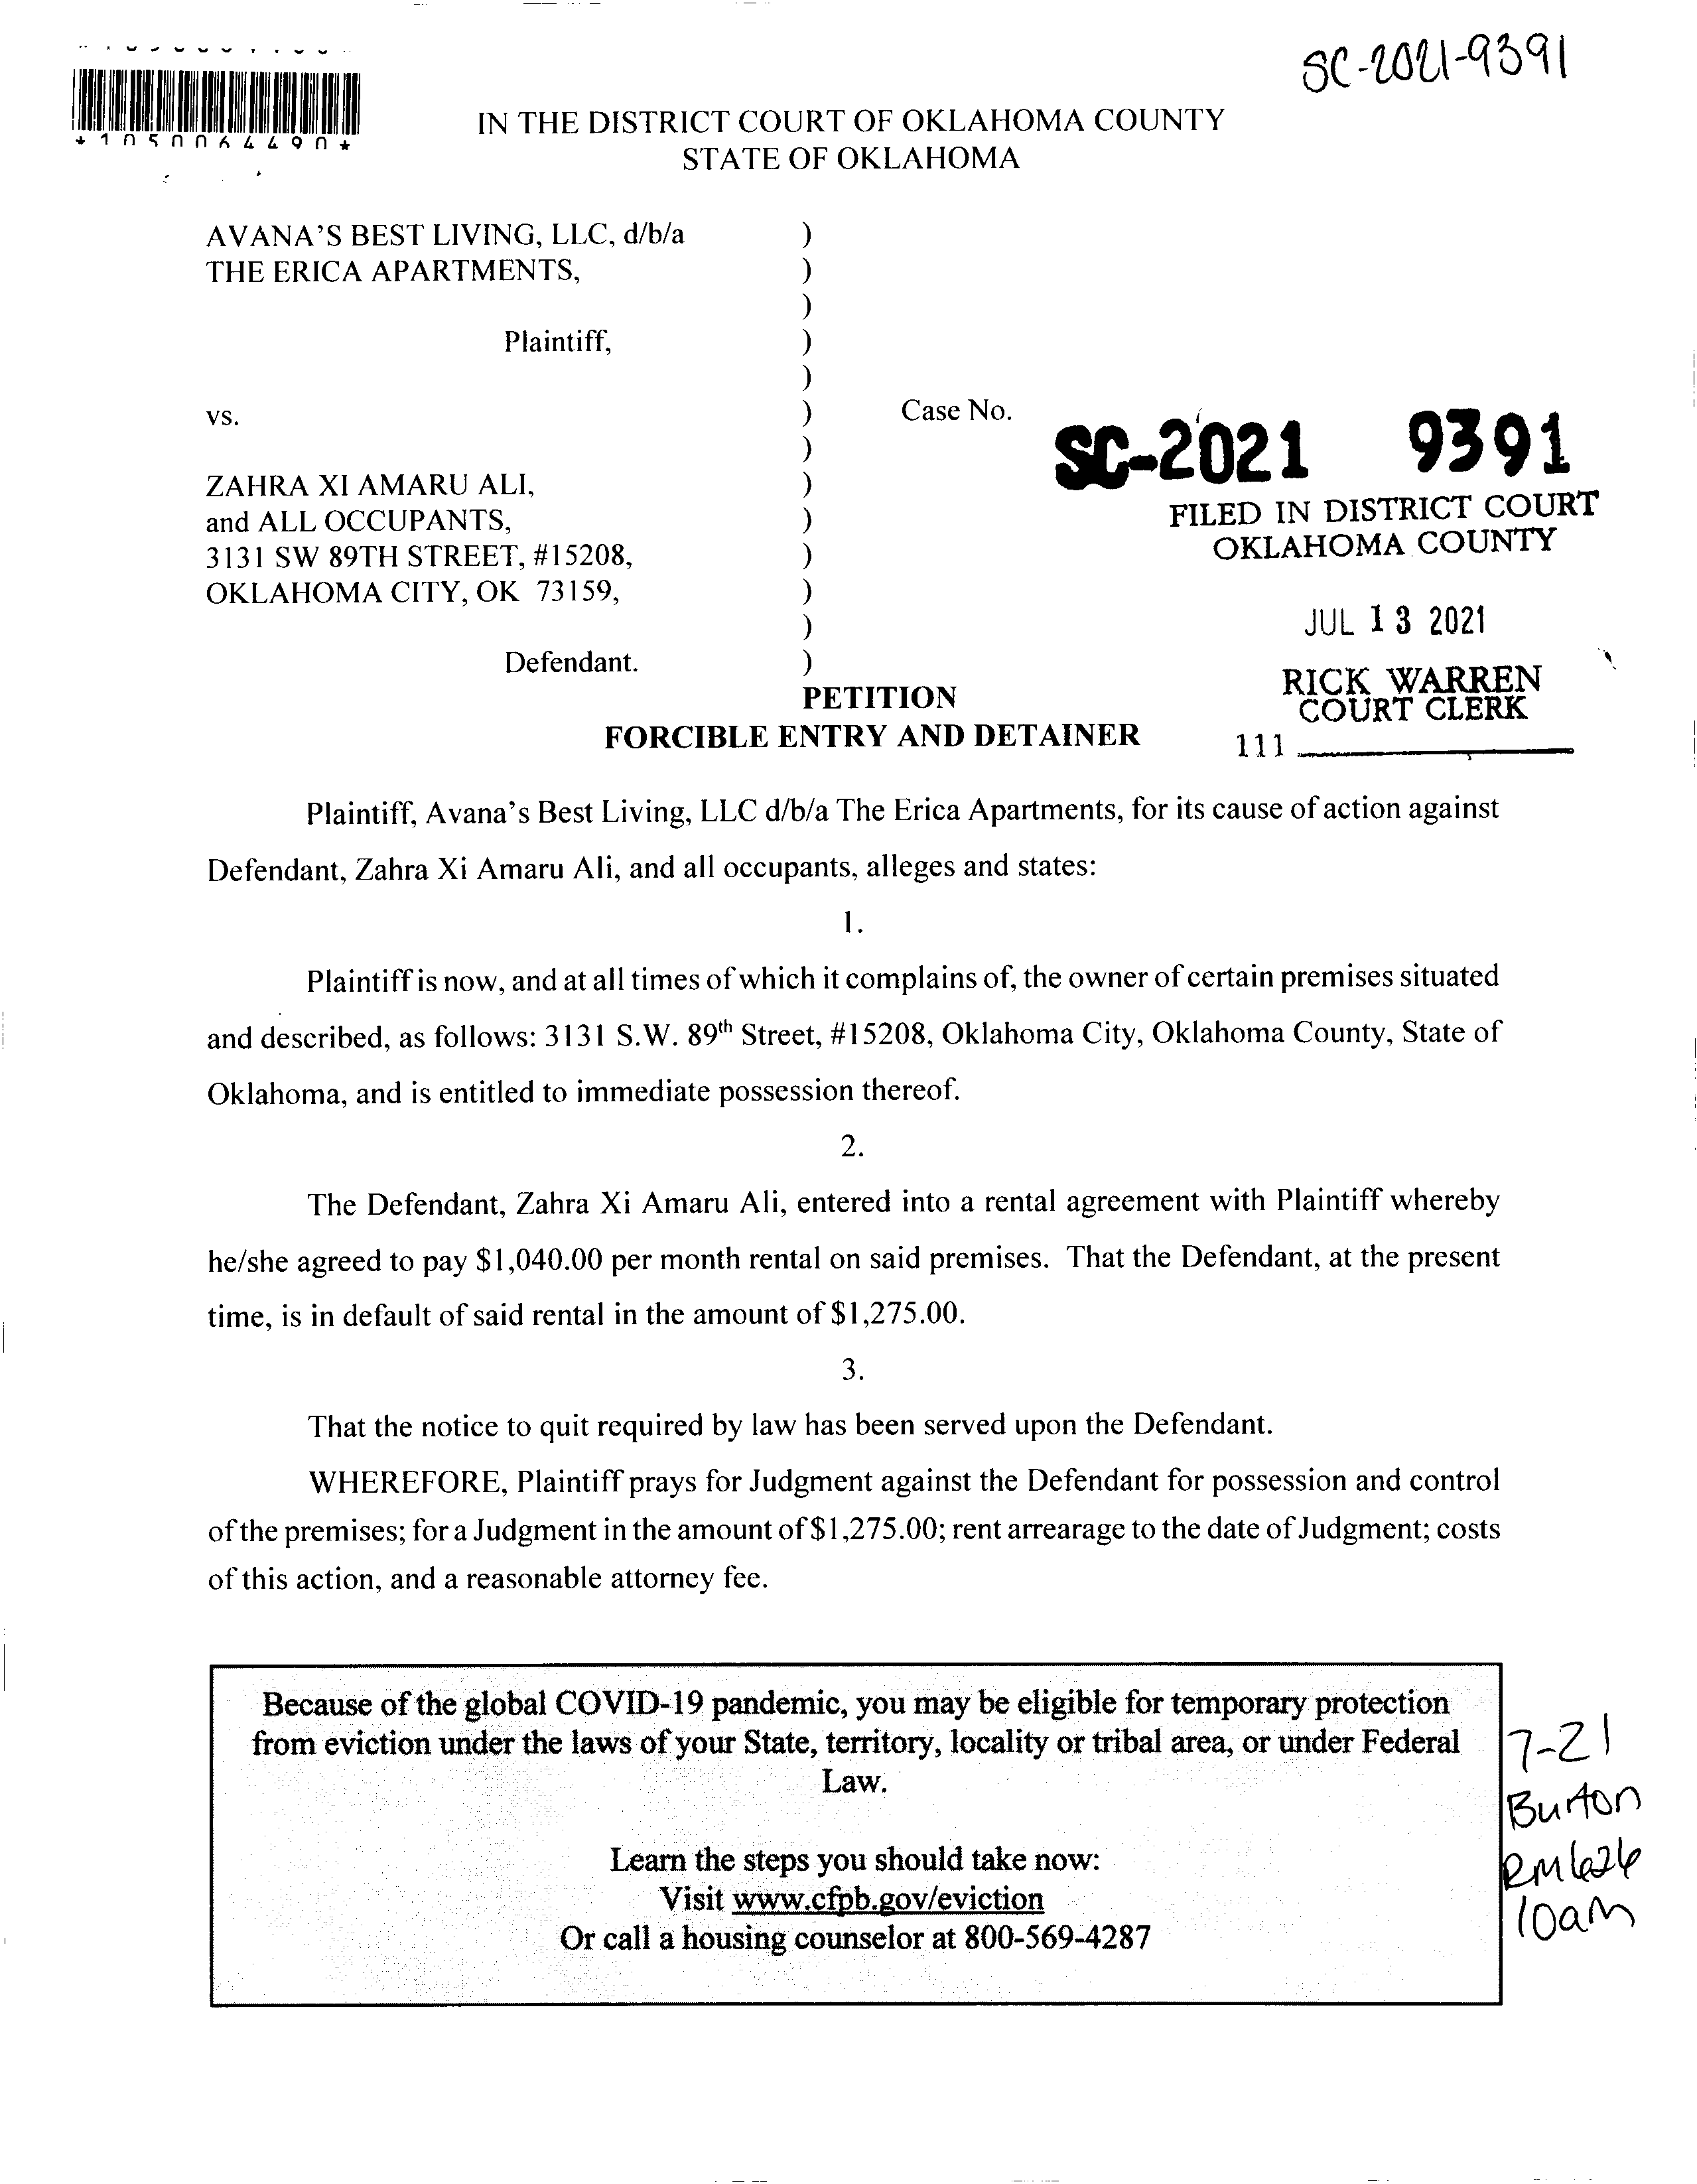 SC-2021-9391
*1050064490*
IN THE DISTRICT COURT OF OKLAHOMA COUNTY
STATE OF OKLAHOMA
AVANA'S BEST LIVING, LLC, d/b/a )
THE ERICA APARTMENTS, )
)
Plaintiff, )
)
vs. ) Case No. SC-2021 9391
)
ZAHRA XI AMARU ALI, )
and ALL OCCUPANTS, )
3131 SW 89TH STREET, #15208, )
OKLAHOMA CITY, OK 73159, )
)
Defendant. )
FILED IN DISTRICT COURT
OKLAHOMA COUNTY
JUL 13 2021
RICK WARREN
COURT CLERK
111
PETITION
FORCIBLE ENTRY AND DETAINER
Plaintiff, Avana's Best Living, LLC d/b/a The Erica Apartments, for its cause of action against
Defendant, Zahra Xi Amaru Ali, and all occupants, alleges and states:
1.
Plaintiff is now, and at all times of which it complains of, the owner of certain premises situated
and described, as follows: 3131 S.W. 89th Street, #15208, Oklahoma City, Oklahoma County, State of
Oklahoma, and is entitled to immediate possession thereof.
2.
The Defendant, Zahra Xi Amaru Ali, entered into a rental agreement with Plaintiff whereby
he/she agreed to pay $1,040.00 per month rental on said premises. That the Defendant, at the present
time, is in default of said rental in the amount of $1,275.00.
3.
That the notice to quit required by law has been served upon the Defendant.
WHEREFORE, Plaintiff prays for Judgment against the Defendant for possession and control
of the premises; for a Judgment in the amount of $1,275.00; rent arrearage to the date of Judgment; costs
of this action, and a reasonable attorney fee.
Because of the global COVID-19 pandemic, you may be eligible for temporary protection
from eviction under the laws of your State, territory, locality or tribal area, or under Federal
Law.
Learn the steps you should take now:
Visit www.cfpb.gov/eviction
Or call a housing counselor at 800-569-4287
7-21
Burton
RM 626
10am